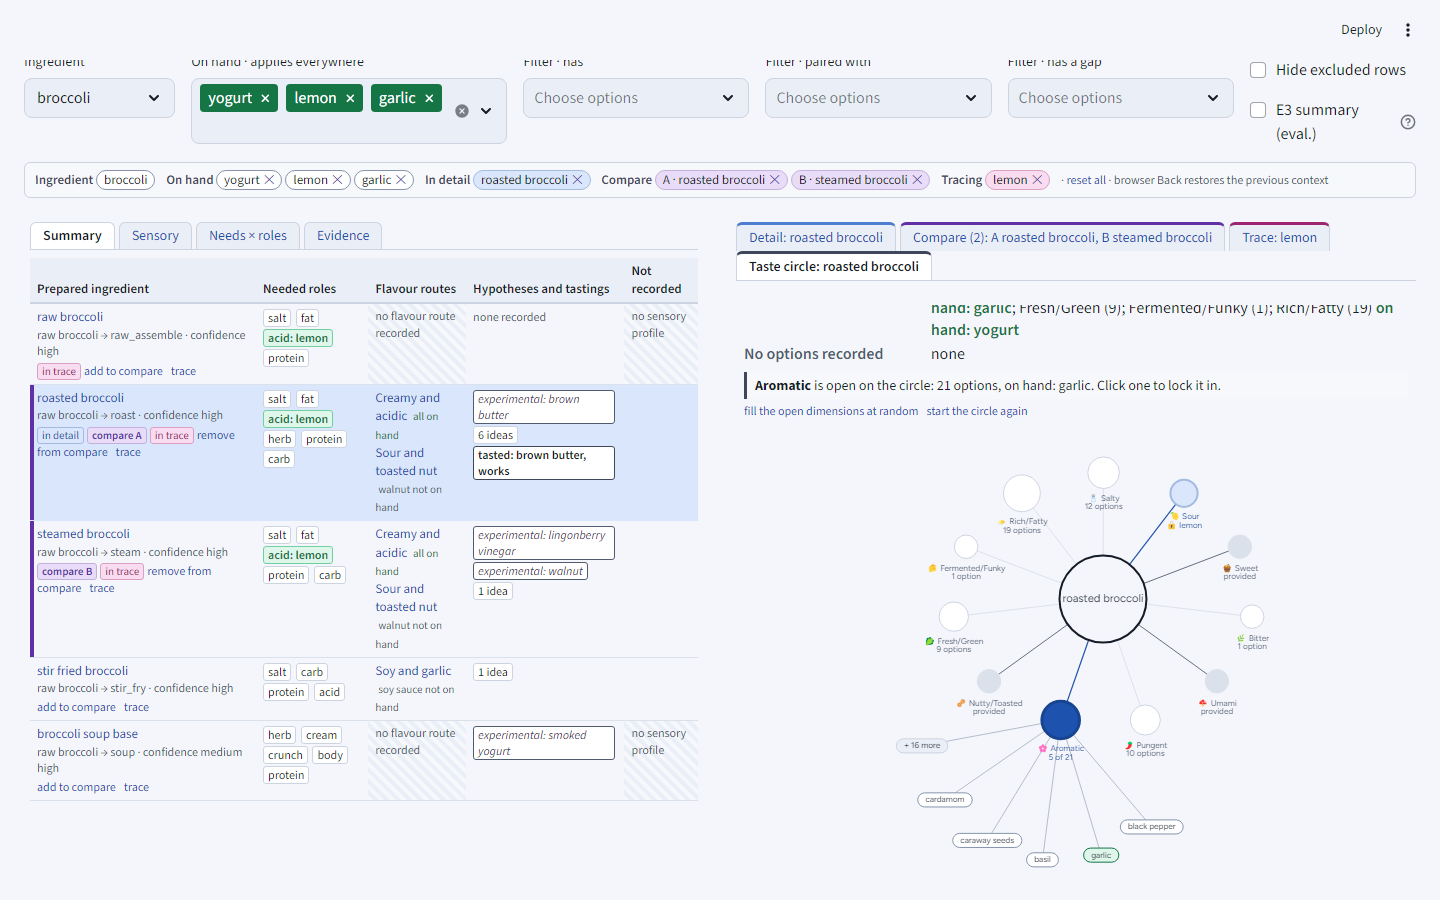 Deploy
Ingredient
On hand · applies everywhere
Filter · has
Filter · paired with
Filter · has a gap
broccoli
yogurt × lemon × garlic ×
Choose options
Choose options
Choose options
Hide excluded rows
E3 summary
(eval.)
Ingredient broccoli On hand yogurt × lemon × garlic × In detail roasted broccoli × Compare A · roasted broccoli × B · steamed broccoli × Tracing lemon × · reset all · browser Back restores the previous context
Summary
Sensory
Needs × roles
Evidence
Prepared ingredient
Needed roles
Flavour routes
Hypotheses and tastings
Not
recorded
raw broccoli
raw broccoli → raw_assemble · confidence
high
in trace add to compare trace
salt fat
acid: lemon
protein
no flavour route
recorded
none recorded
no sensory
profile
roasted broccoli
raw broccoli → roast · confidence high
in detail compare A in trace remove
from compare trace
salt fat
acid: lemon
herb protein
carb
Creamy and
acidic all on
hand
Sour and
toasted nut
walnut not on
hand
experimental: brown
butter
6 ideas
tasted: brown butter,
works
steamed broccoli
raw broccoli → steam · confidence high
compare B in trace remove from
compare trace
salt fat
acid: lemon
protein carb
Creamy and
acidic all on
hand
Sour and
toasted nut
walnut not on
hand
experimental: lingonberry
vinegar
experimental: walnut
1 idea
stir fried broccoli
raw broccoli → stir_fry · confidence high
add to compare trace
salt carb
protein acid
Soy and garlic
soy sauce not on
hand
1 idea
broccoli soup base
raw broccoli → soup · confidence medium
high
add to compare trace
herb cream
crunch body
protein
no flavour route
recorded
experimental: smoked
yogurt
no sensory
profile
Detail: roasted broccoli
Compare (2): A roasted broccoli, B steamed broccoli
Trace: lemon
Taste circle: roasted broccoli
hand: garlic; Fresh/Green (9); Fermented/Funky (1); Rich/Fatty (19) on
hand: yogurt
No options recorded none
Aromatic is open on the circle: 21 options, on hand: garlic. Click one to lock it in.
fill the open dimensions at random start the circle again
Salty
12 options
Rich/Fatty
19 options
Sour
lemon
Fermented/Funky
1 option
Sweet
provided
roasted broccoli
Fresh/Green
9 options
Bitter
1 option
Nutty/Toasted
provided
Umami
provided
Aromatic
5 of 21
Pungent
10 options
+ 16 more
cardamom
caraway seeds
basil
garlic
black pepper